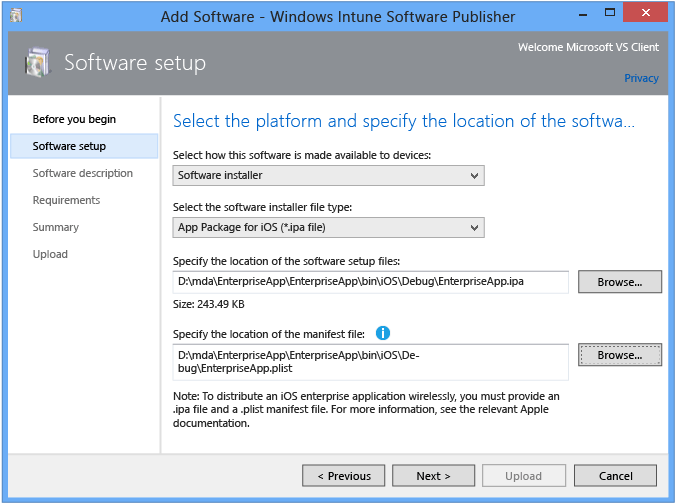 Add Software - Windows Intune Software Publisher
Welcome Microsoft VS Client
Software setup
Privacy
Before you begin
Software setup
Software description
Requirements
Summary
Upload
Select the platform and specify the location of the softwa...
Select how this software is made available to devices:
Software installer
Select the software installer file type:
App Package for iOS (*.ipa file)
Specify the location of the software setup files:
D:\mda\EnterpriseApp\EnterpriseApp\bin\iOS\Debug\EnterpriseApp.ipa
Browse...
Size: 243.49 KB
Specify the location of the manifest file:
D:\mda\EnterpriseApp\EnterpriseApp\bin\iOS\De-
bug\EnterpriseApp.plist
Browse...
Note: To distribute an iOS enterprise application wirelessly, you must provide an
.ipa file and a .plist manifest file. For more information, see the relevant Apple
documentation.
< Previous
Next >
Upload
Cancel